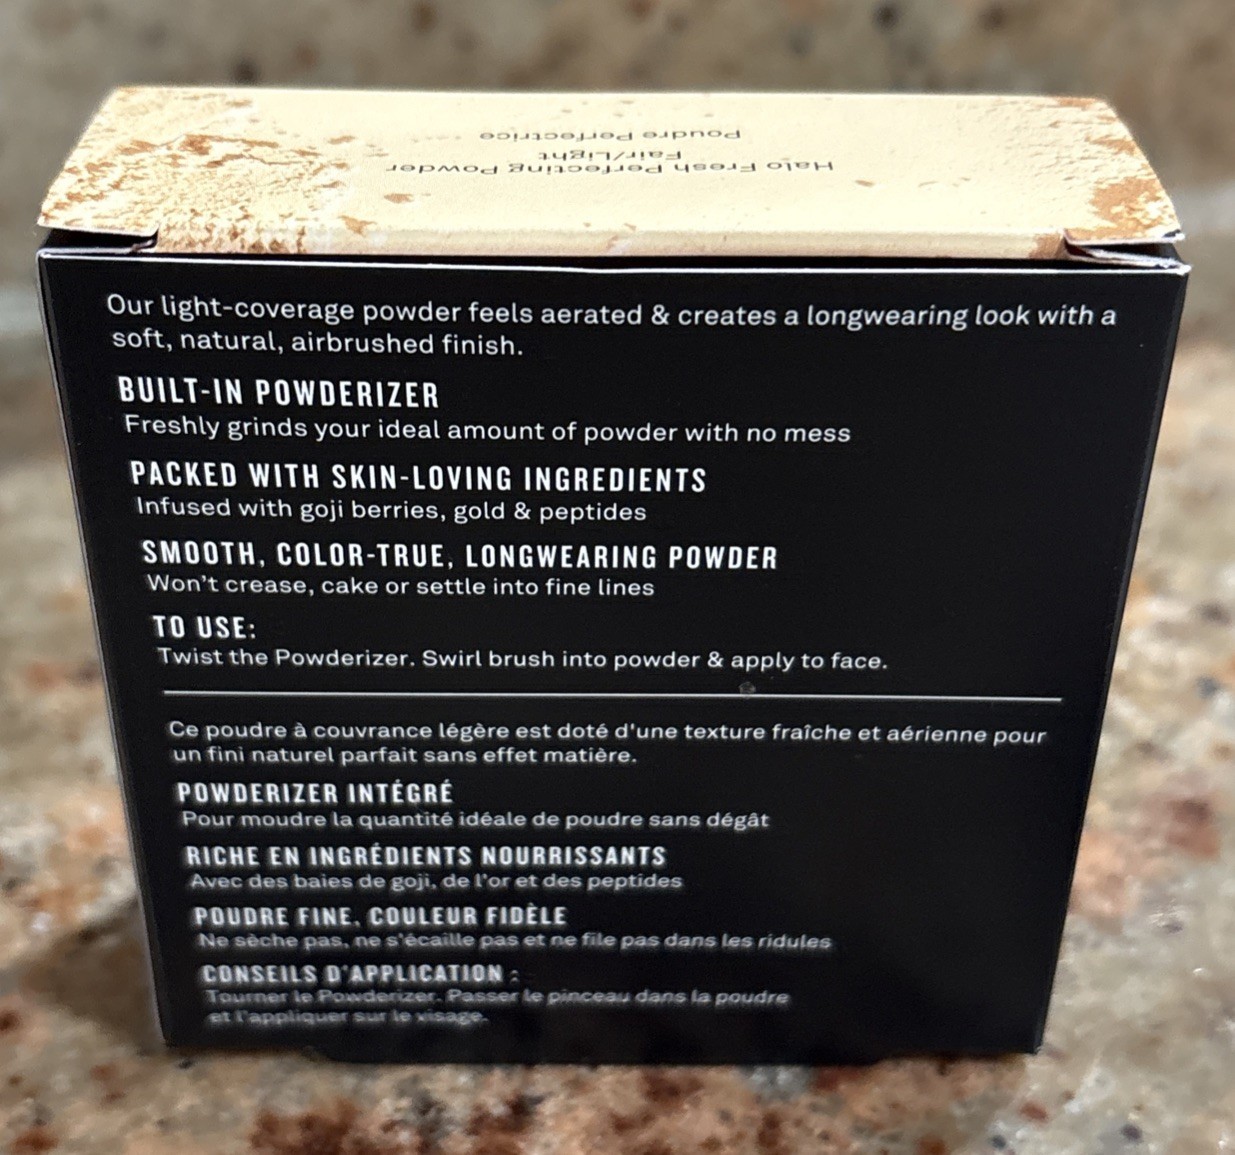 Halo Fresh Perfecting Powder
Fair/Light
Poudre Perfectrice
Our light-coverage powder feels aerated & creates a longwearing look with a
soft, natural, airbrushed finish.
BUILT-IN POWDERIZER
Freshly grinds your ideal amount of powder with no mess
PACKED WITH SKIN-LOVING INGREDIENTS
Infused with goji berries, gold & peptides
SMOOTH, COLOR-TRUE, LONGWEARING POWDER
Won't crease, cake or settle into fine lines
TO USE:
Twist the Powderizer. Swirl brush into powder & apply to face.
Ce poudre à couvrance légère est doté d'une texture fraîche et aérienne pour
un fini naturel parfait sans effet matière.
POWDERIZER INTÉGRÉ
Pour moudre la quantité idéale de poudre sans dégât
RICHE EN INGRÉDIENTS NOURRISSANTS
Avec des baies de goji, de l'or et des peptides
POUDRE FINE, COULEUR FIDÈLE
Ne sèche pas, ne s'écaille pas et ne file pas dans les ridules
CONSEILS D'APPLICATION :
Tourner le Powderizer. Passer le pinceau dans la poudre
et l'appliquer sur le visage.